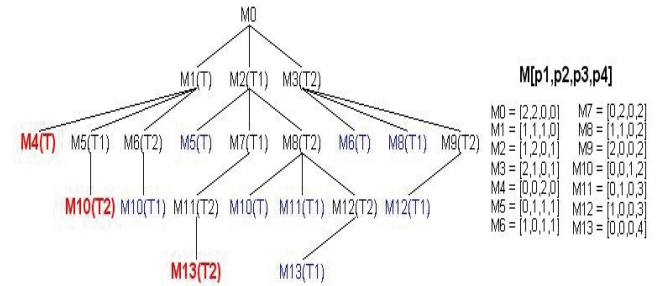 M0
M1(T) M2(T1) M3(T2)
M[p1,p2,p3,p4]
M0 = [2,2,0,0] M7 = [0,2,0,2]
M1 = [1,1,1,0] M8 = [1,1,0,2]
M2 = [1,2,0,1] M9 = [2,0,0,2]
M3 = [2,1,0,1] M10 = [0,0,1,2]
M4 = [0,0,2,0] M11 = [0,1,0,3]
M5 = [0,1,1,1] M12 = [1,0,0,3]
M6 = [1,0,1,1] M13 = [0,0,0,4]
M4(T) M5(T1) M6(T2) M5(T) M7(T1) M8(T2) M6(T) M8(T1) M9(T2)
M10(T2) M10(T1) M11(T2) M10(T) M11(T1) M12(T2) M12(T1)
M13(T2) M13(T1)